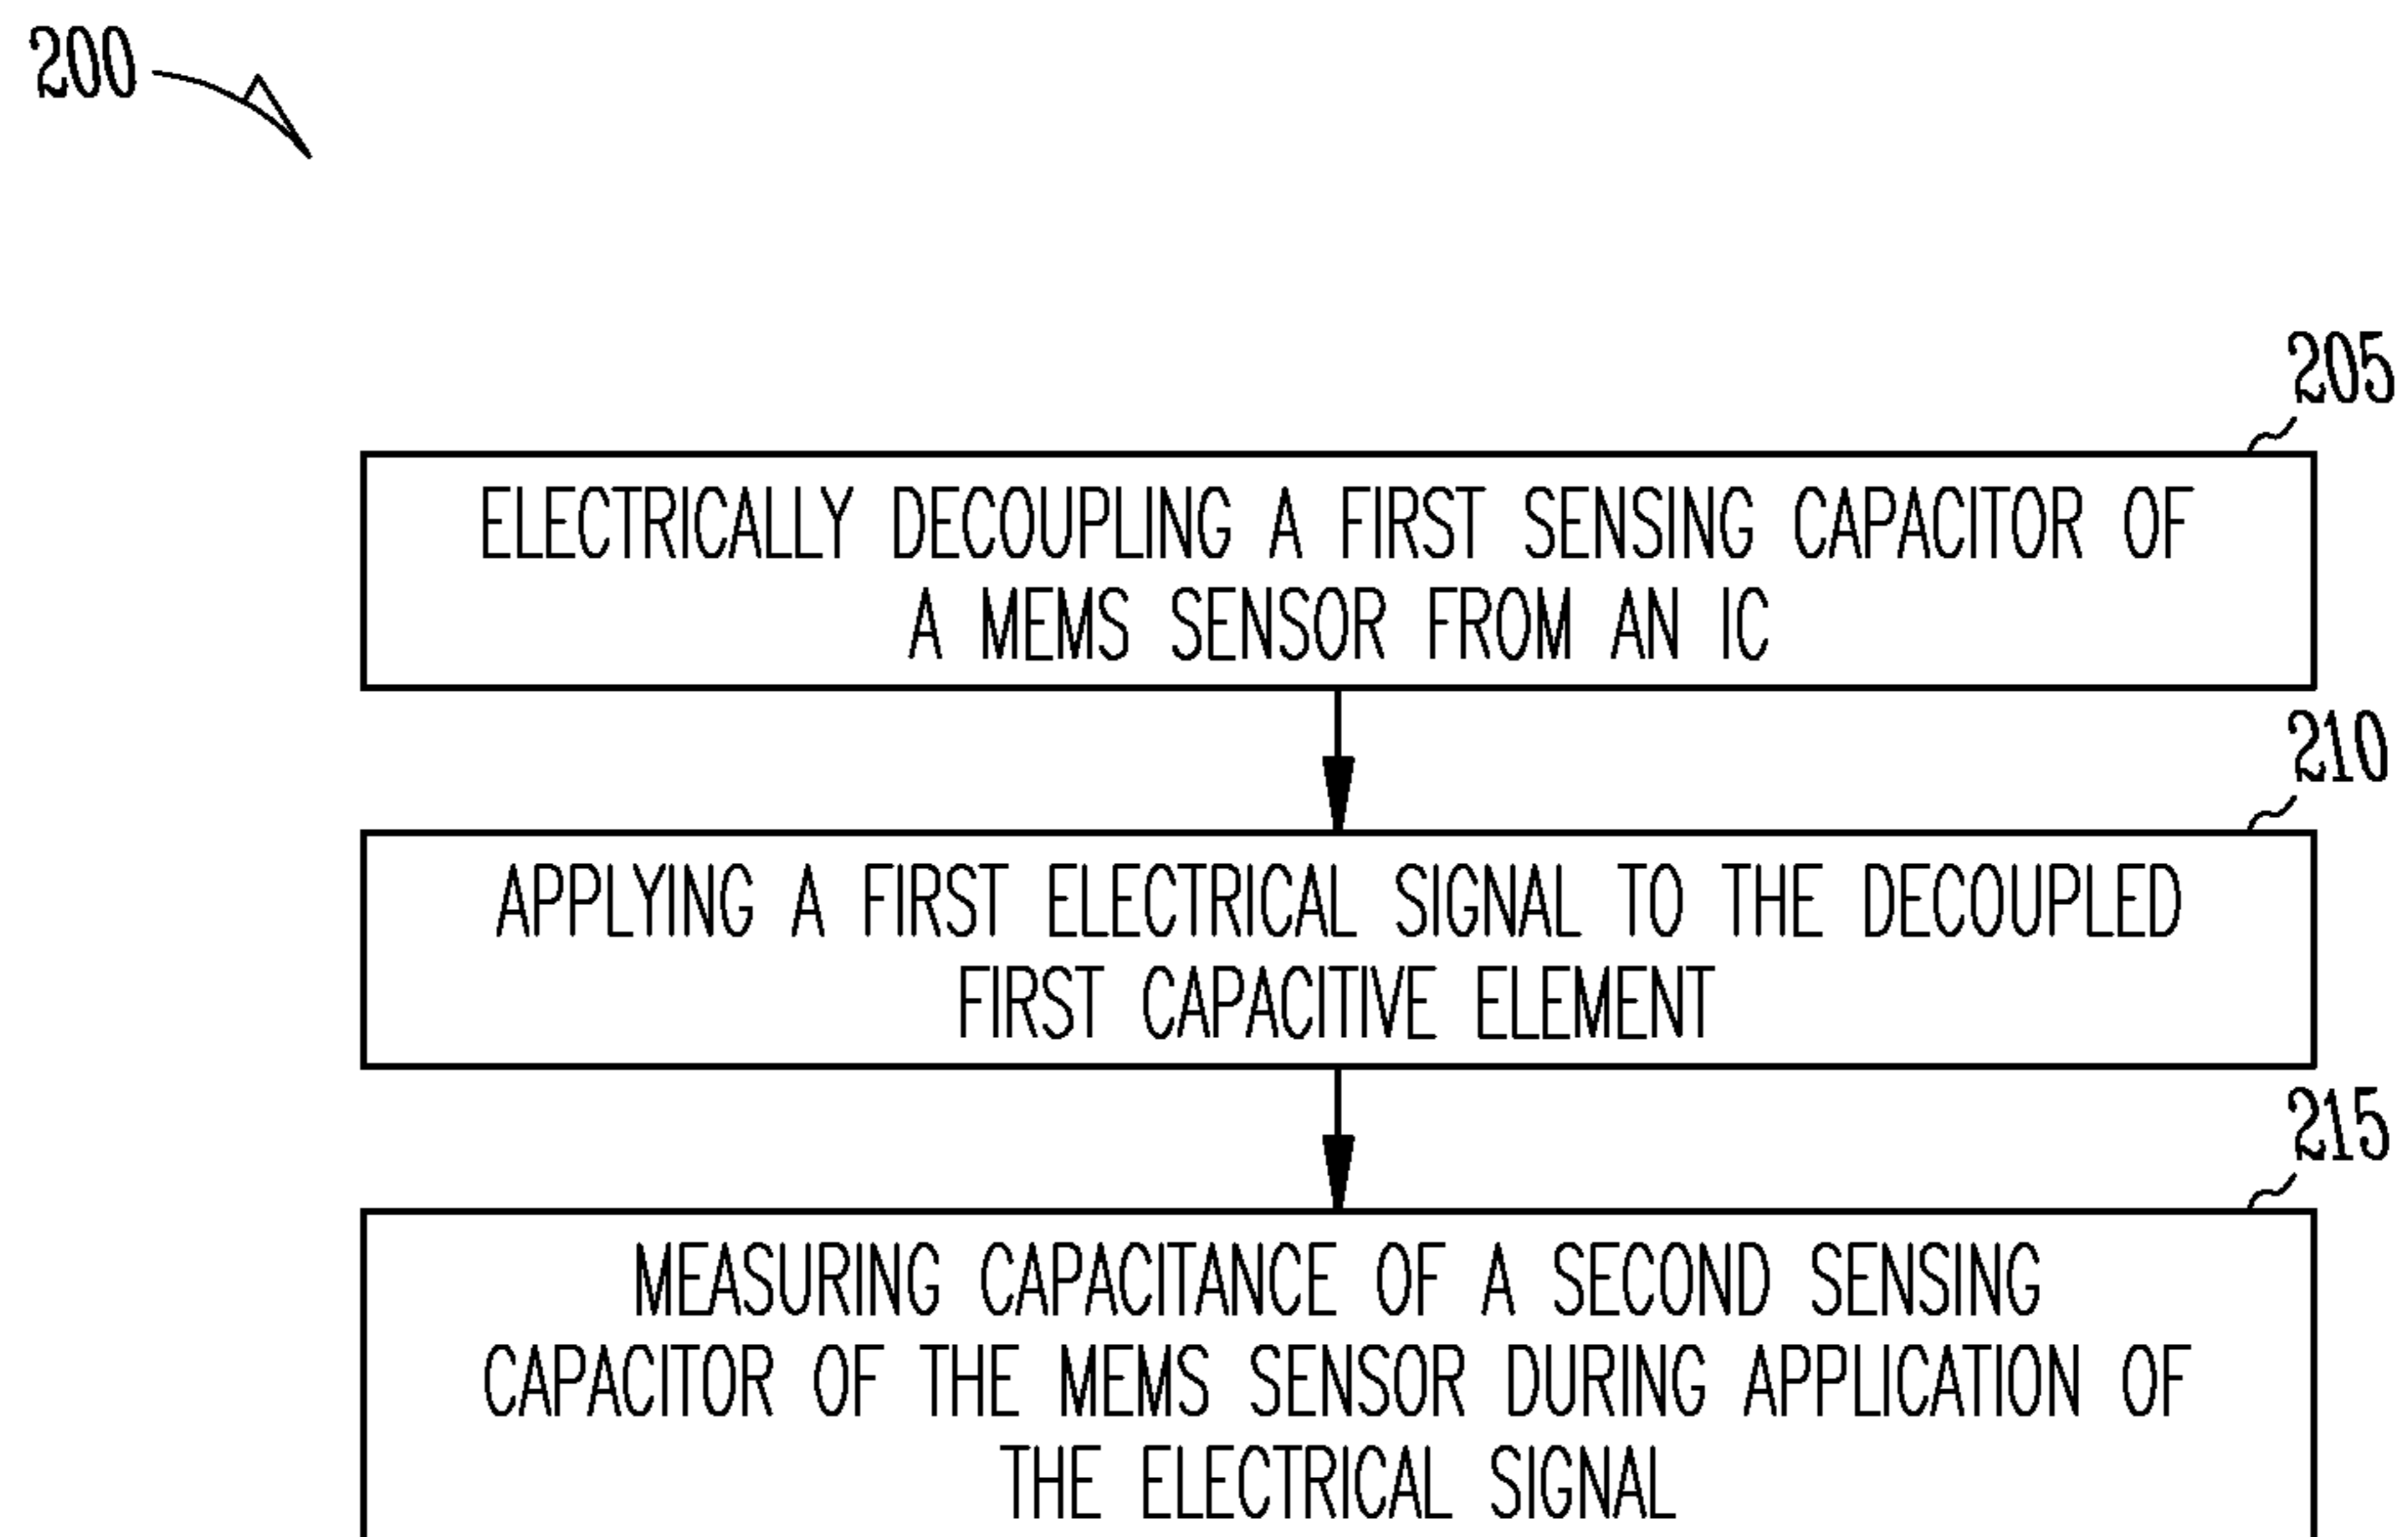 200
205
ELECTRICALLY DECOUPLING A FIRST SENSING CAPACITOR OF
A MEMS SENSOR FROM AN IC
210
APPLYING A FIRST ELECTRICAL SIGNAL TO THE DECOUPLED
FIRST CAPACITIVE ELEMENT
215
MEASURING CAPACITANCE OF A SECOND SENSING
CAPACITOR OF THE MEMS SENSOR DURING APPLICATION OF
THE ELECTRICAL SIGNAL